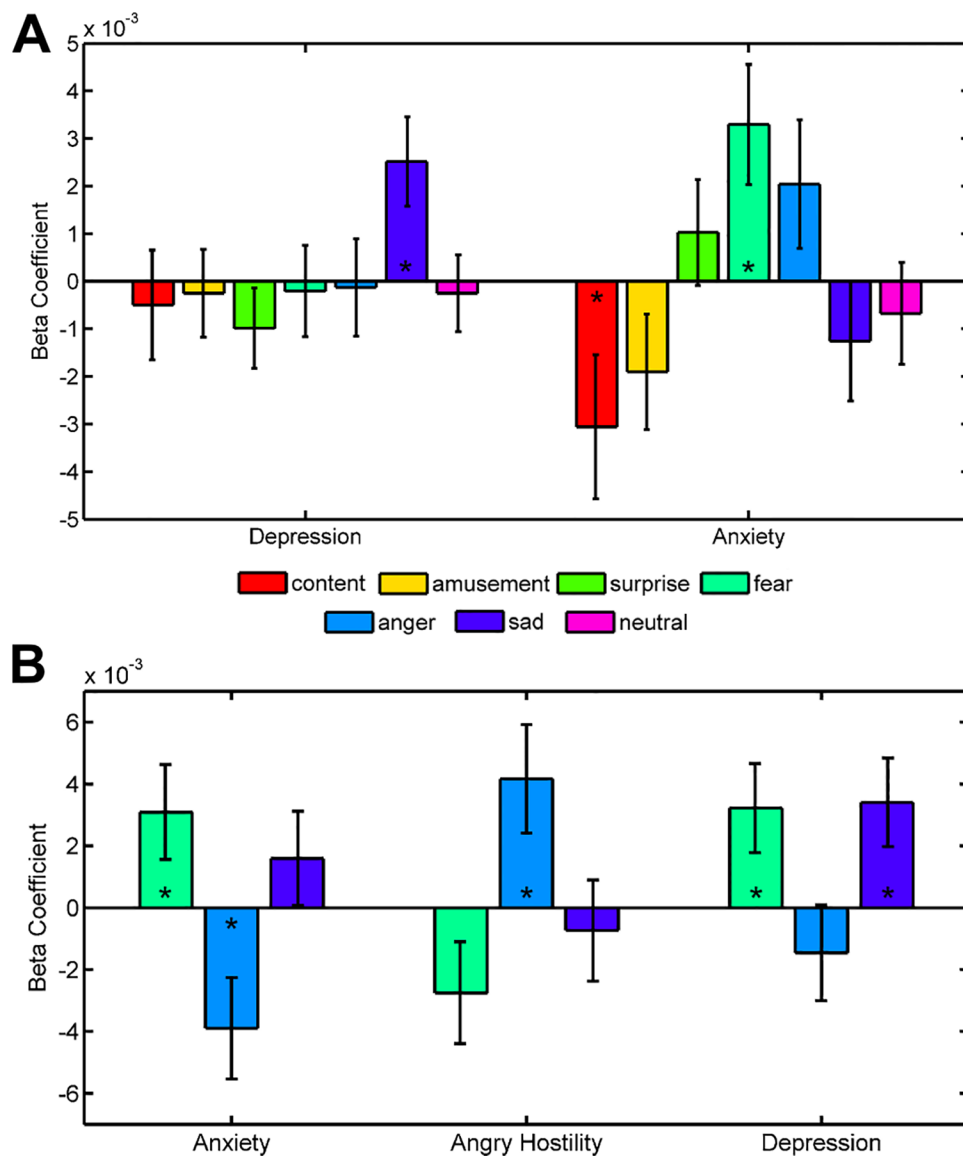 A
x 10⁻³
5
4
3
2
1
0
-1
-2
-3
-4
-5
Beta Coefficient
* * *
Depression Anxiety
content amusement surprise fear
anger sad neutral
B
x 10⁻³
6
4
2
0
-2
-4
-6
Beta Coefficient
* * * * *
Anxiety Angry Hostility Depression